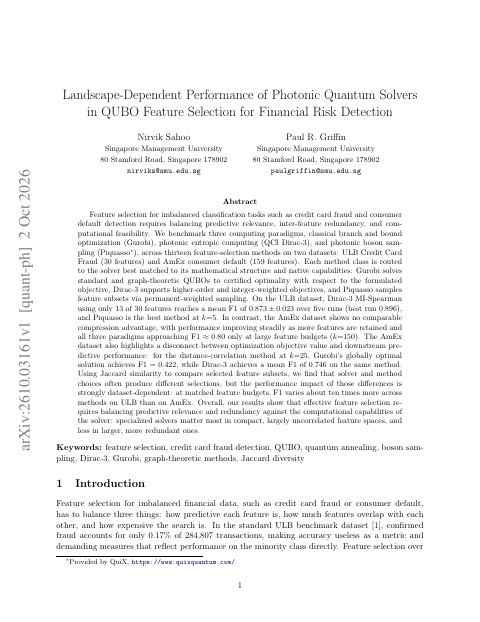 Landscape-Dependent Performance of Photonic Quantum Solvers
in QUBO Feature Selection for Financial Risk Detection
Nirvik Sahoo
Singapore Management University
80 Stamford Road, Singapore 178902
nirviks@smu.edu.sg
Paul R. Griffin
Singapore Management University
80 Stamford Road, Singapore 178902
paulgriffin@smu.edu.sg
arXiv:2610.03161v1 [quant-ph] 2 Oct 2026
Abstract
Feature selection for imbalanced classification tasks such as credit card fraud and consumer
default detection requires balancing predictive relevance, inter-feature redundancy, and com-
putational feasibility. We benchmark three computing paradigms, classical branch and bound
optimization (Gurobi), photonic entropic computing (QCI Dirac-3), and photonic boson sam-
pling (Piquasso*), across thirteen feature-selection methods on two datasets: ULB Credit Card
Fraud (30 features) and AmEx consumer default (159 features). Each method class is routed
to the solver best matched to its mathematical structure and native capabilities: Gurobi solves
standard and graph-theoretic QUBOs to certified optimality with respect to the formulated
objective, Dirac-3 supports higher-order and integer-weighted objectives, and Piquasso samples
feature subsets via permanent-weighted sampling. On the ULB dataset, Dirac-3 MI-Spearman
using only 13 of 30 features reaches a mean F1 of 0.873 ± 0.023 over five runs (best run 0.896),
and Piquasso is the best method at k=5. In contrast, the AmEx dataset shows no comparable
compression advantage, with performance improving steadily as more features are retained and
all three paradigms approaching F1 ≈ 0.80 only at large feature budgets (k=150). The AmEx
dataset also highlights a disconnect between optimization objective value and downstream pre-
dictive performance: for the distance-correlation method at k=25, Gurobi's globally optimal
solution achieves F1 = 0.422, while Dirac-3 achieves a mean F1 of 0.746 on the same method.
Using Jaccard similarity to compare selected feature subsets, we find that solver and method
choices often produce different selections, but the performance impact of those differences is
strongly dataset-dependent: at matched feature budgets, F1 varies about ten times more across
methods on ULB than on AmEx. Overall, our results show that effective feature selection re-
quires balancing predictive relevance and redundancy against the computational capabilities of
the solver: specialized solvers matter most in compact, largely uncorrelated feature spaces, and
less in larger, more redundant ones.
Keywords: feature selection, credit card fraud detection, QUBO, quantum annealing, boson sam-
pling, Dirac-3, Gurobi, graph-theoretic methods, Jaccard diversity
1 Introduction
Feature selection for imbalanced financial data, such as credit card fraud or consumer default,
has to balance three things: how predictive each feature is, how much features overlap with each
other, and how expensive the search is. In the standard ULB benchmark dataset [1], confirmed
fraud accounts for only 0.17% of 284,807 transactions, making accuracy useless as a metric and
demanding measures that reflect performance on the minority class directly. Feature selection over
*Provided by QuiX, https://www.quixquantum.com/.
1